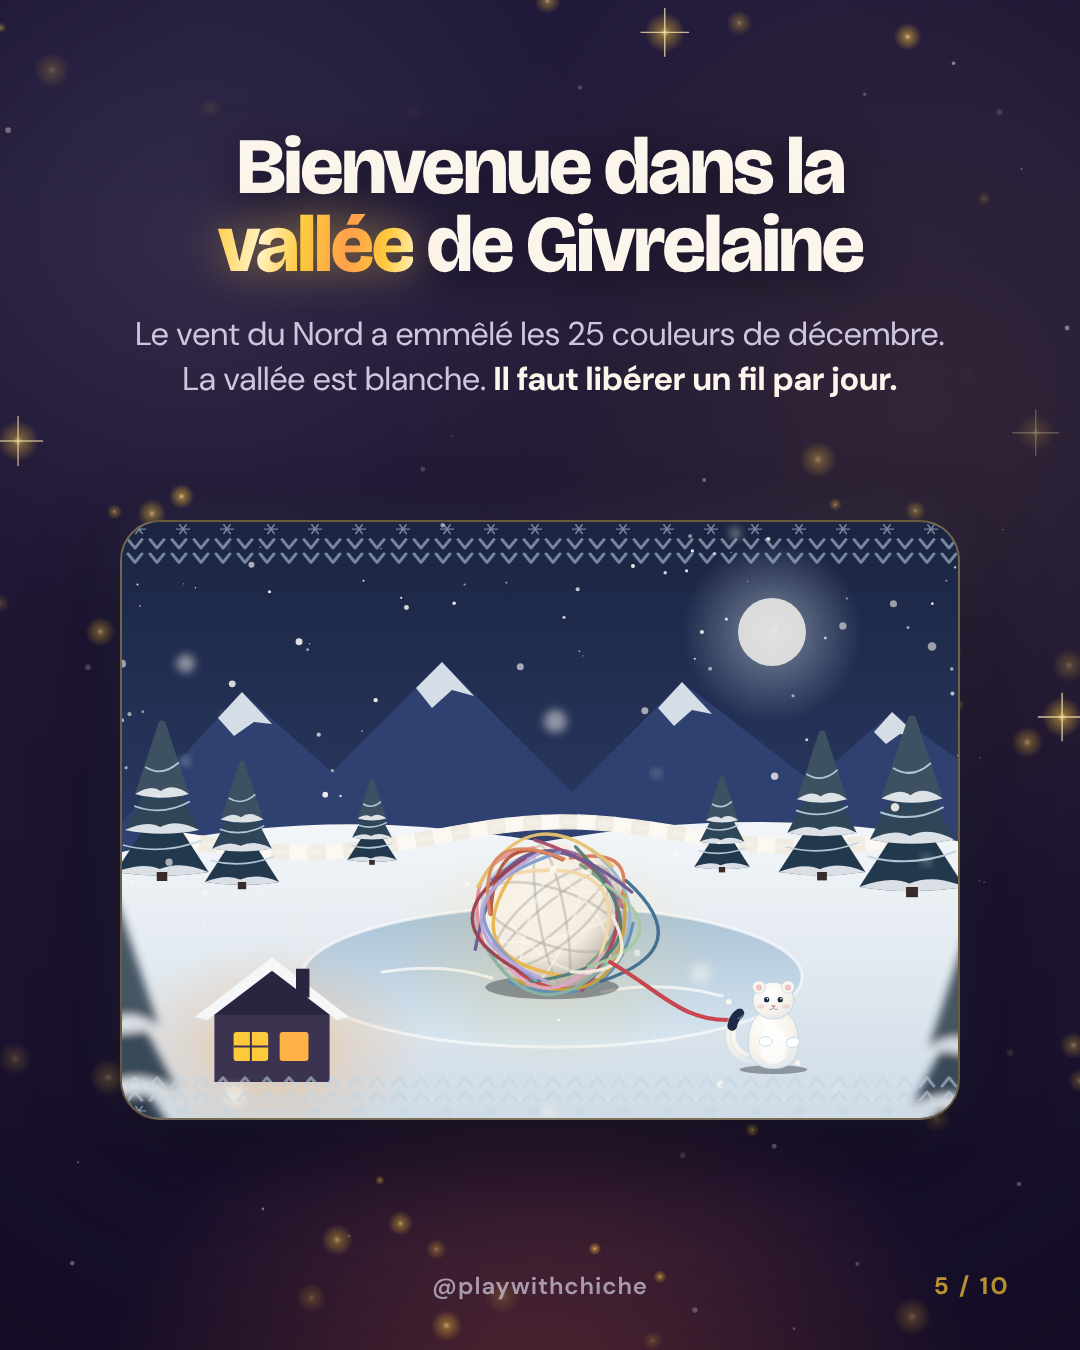 Bienvenue dans la
vallée de Givrelaine
Le vent du Nord a emmêlé les 25 couleurs de décembre.
La vallée est blanche. Il faut libérer un fil par jour.
@playwithchiche
5 / 10